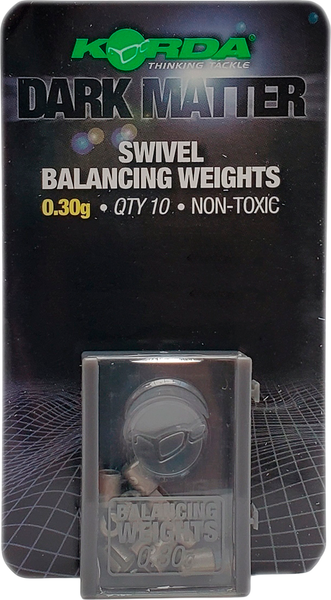 KORDA
THINKING TACKLE
DARK MATTER
SWIVEL
BALANCING WEIGHTS
0.30g • QTY 10 • NON-TOXIC
BALANCING
WEIGHTS
0.30g